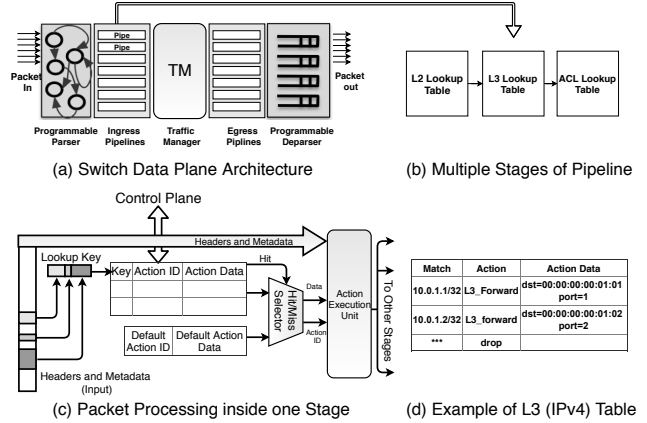 Pipe
Pipe
TM
Packet
In
Packet
out
Programmable
Parser
Ingress
Pipelines
Traffic
Manager
Egress
Piplines
Programmable
Deparser
(a) Switch Data Plane Architecture
L2 Lookup
Table
L3 Lookup
Table
ACL Lookup
Table
(b) Multiple Stages of Pipeline
Control Plane
Headers and Metadata
Lookup Key
Key
Action ID
Action Data
Hit
Hit/Miss
Selector
Data
Action
ID
Action
Execution
Unit
To Other Stages
Default
Action ID
Default Action
Data
Headers and Metadata
(Input)
(c) Packet Processing inside one Stage
Match Action Action Data
10.0.1.1/32 L3_Forward dst=00:00:00:00:01:01
port=1
10.0.1.2/32 L3_forward dst=00:00:00:00:01:02
port=2
*** drop
(d) Example of L3 (IPv4) Table